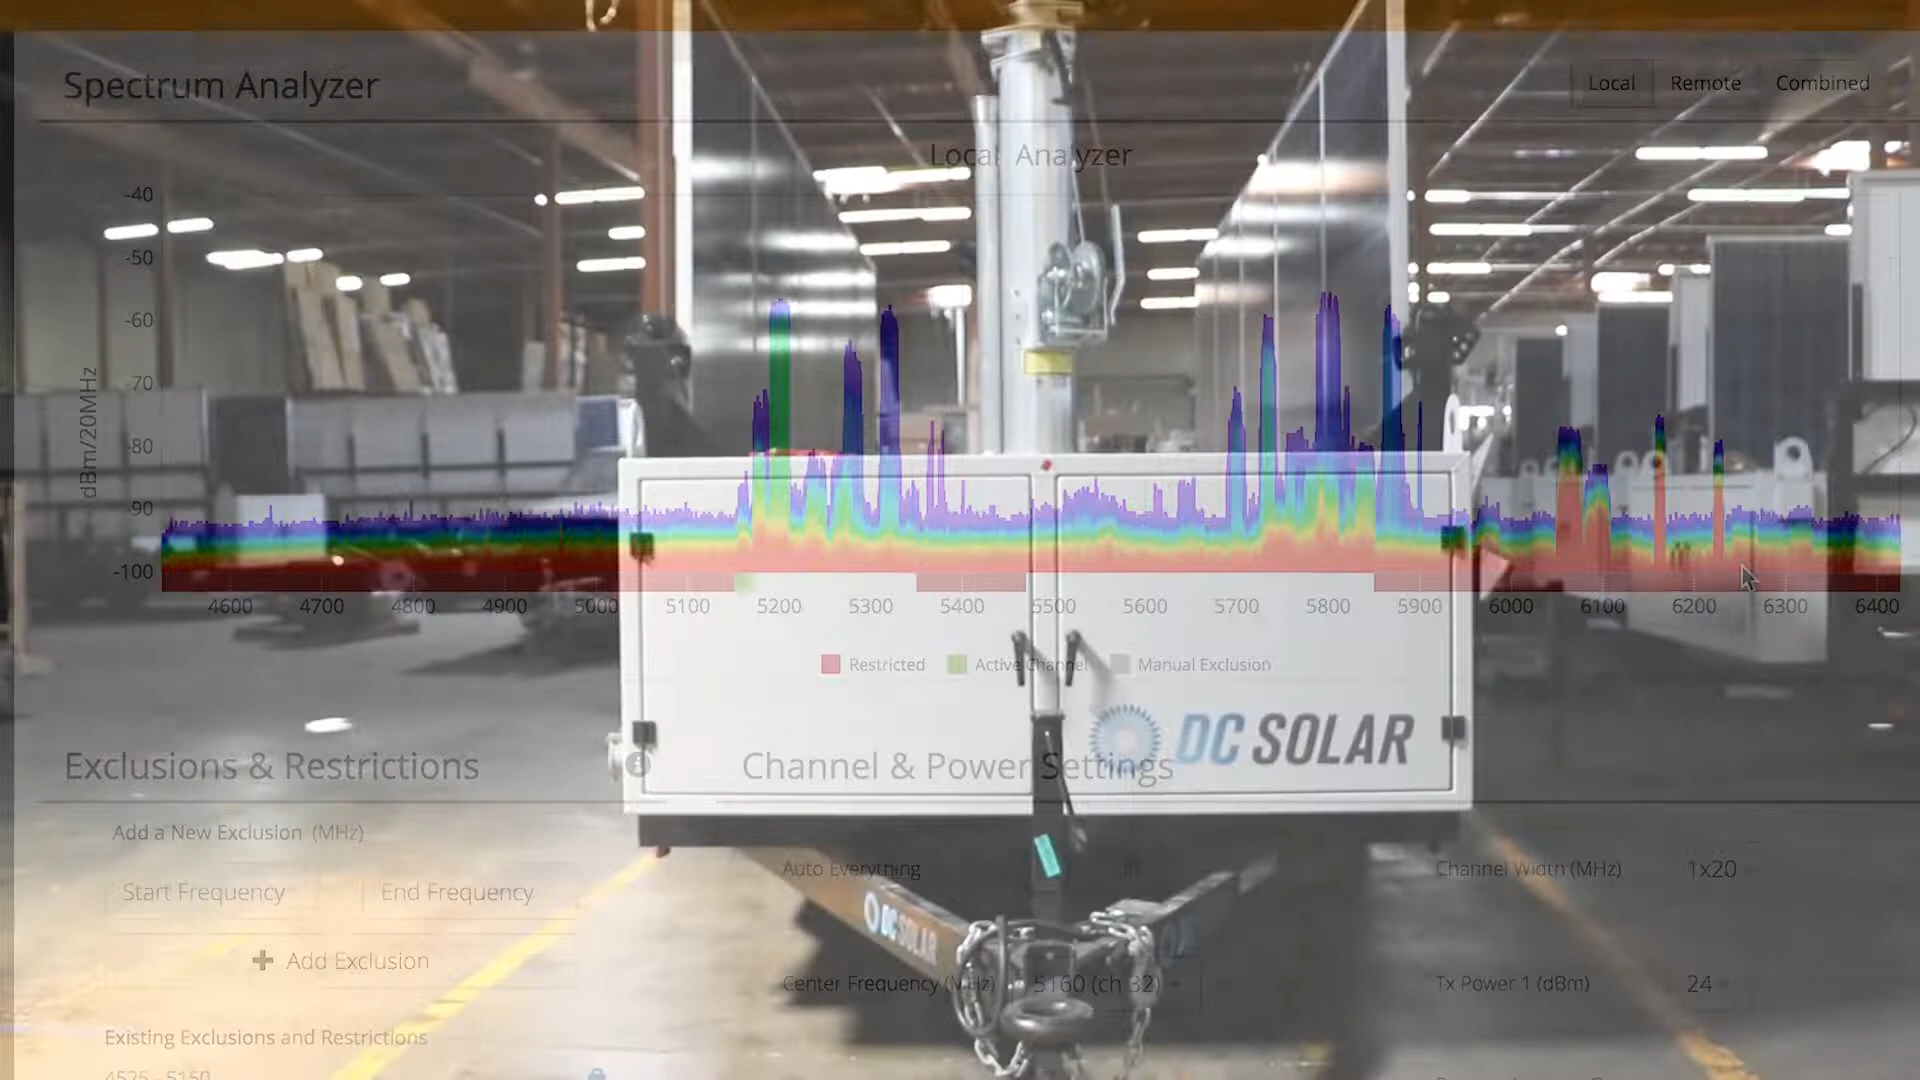 Spectrum Analyzer
Local Remote Combined
Local Analyzer
-40
-50
-60
-70
-80
-90
-100
dBm/20MHz
4600 4700 4800 4900 5000 5100 5200 5300 5400 5500 5600 5700 5800 5900 6000 6100 6200 6300 6400
Restricted Active Channel Manual Exclusion
DC SOLAR
Exclusions & Restrictions
Channel & Power Settings
Add a New Exclusion (MHz)
Auto Everything
Channel Width (MHz) 1x20
Start Frequency End Frequency
DC SOLAR
Add Exclusion
Center Frequency (MHz) 5160 (ch 32)
Tx Power 1 (dBm) 24
Existing Exclusions and Restrictions
4525 - 5150